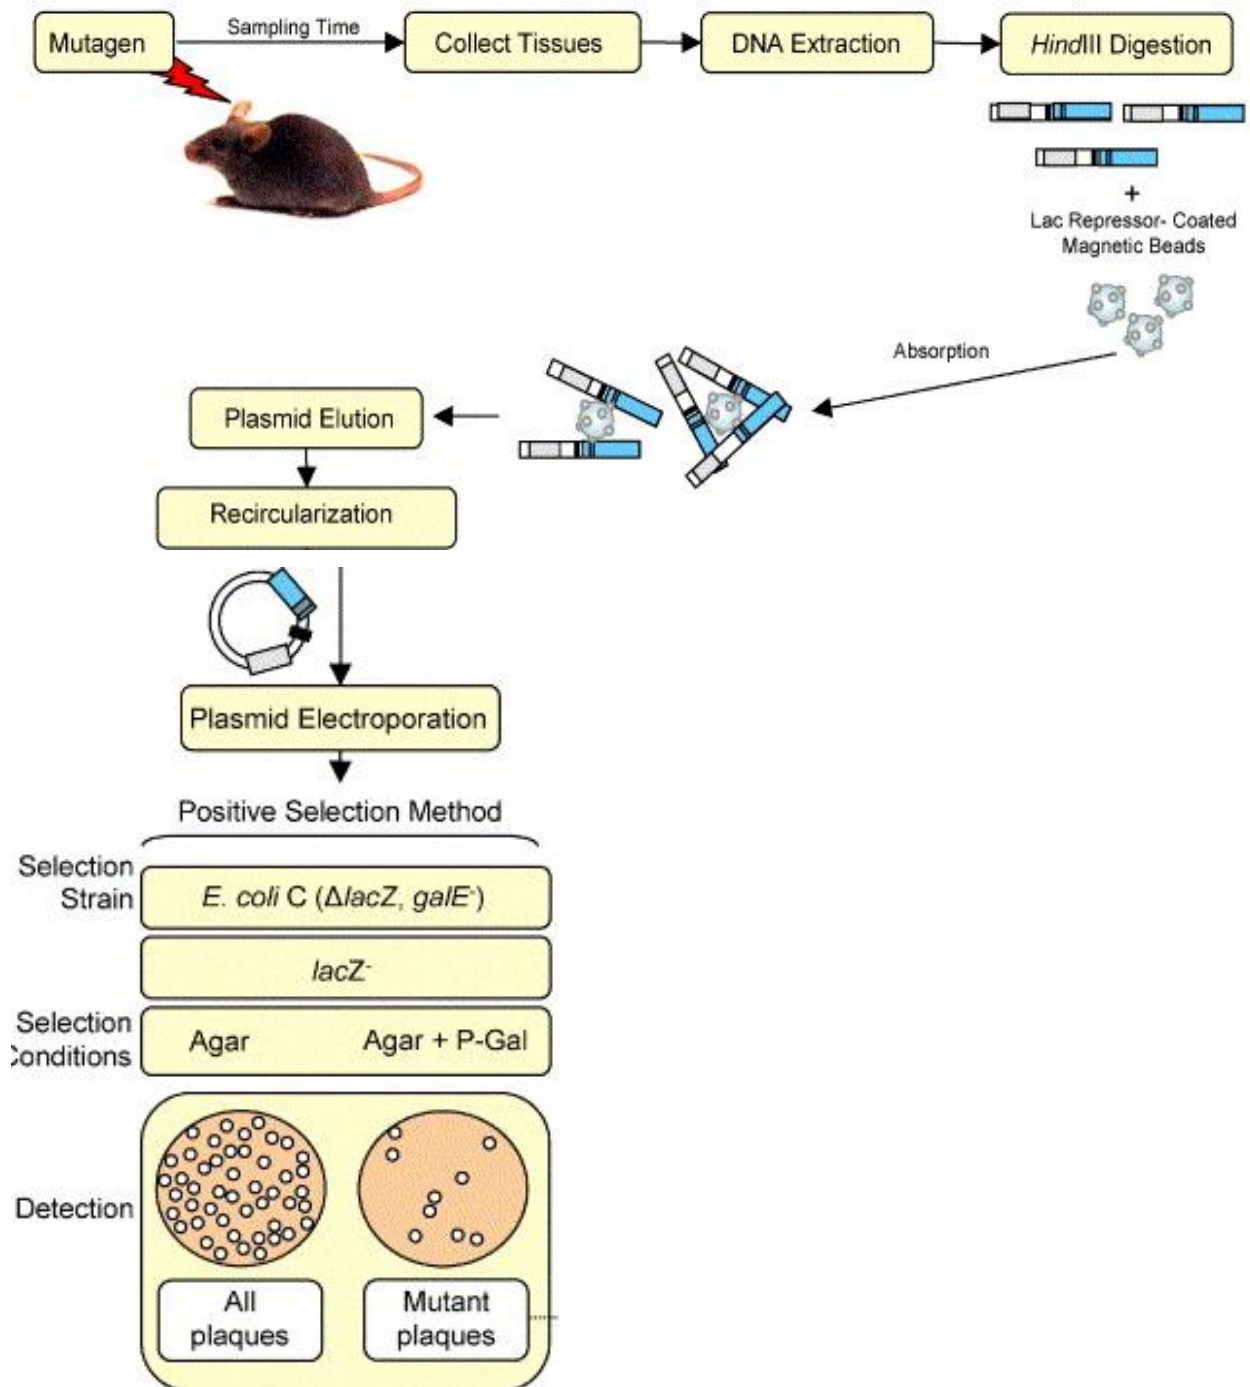 Mutagen
Sampling Time
Collect Tissues
DNA Extraction
HindIII Digestion
+
Lac Repressor- Coated
Magnetic Beads
Absorption
Plasmid Elution
Recircularization
Plasmid Electroporation
Positive Selection Method
Selection
Strain
E. coli C (ΔlacZ, galE⁻)
lacZ⁻
Selection
Conditions
Agar
Agar + P-Gal
Detection
All
plaques
Mutant
plaques